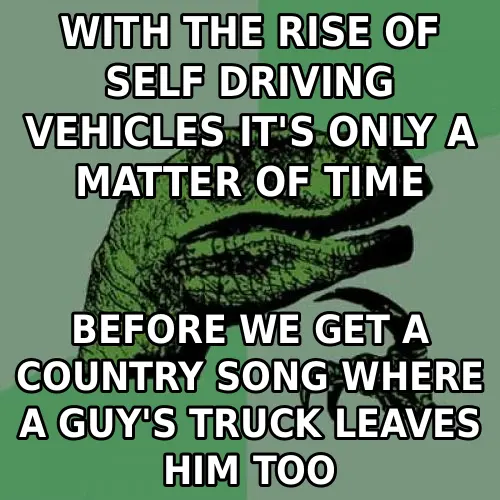 WITH THE RISE OF
SELF DRIVING
VEHICLES IT'S ONLY A
MATTER OF TIME
BEFORE WE GET A
COUNTRY SONG WHERE
A GUY'S TRUCK LEAVES
HIM TOO